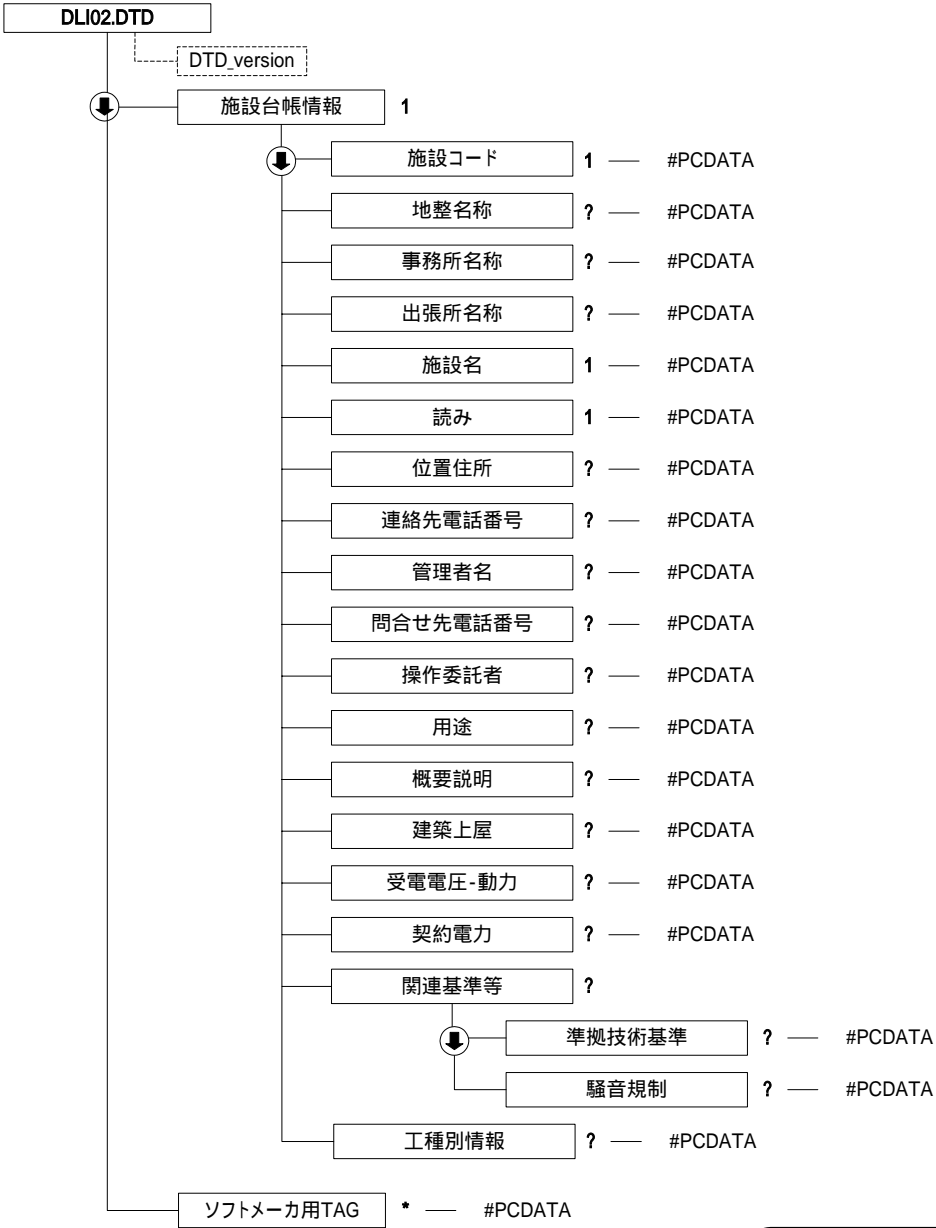 DLI02.DTD
DTD_version
施設台帳情報 1
施設コード 1 #PCDATA
地整名称 ? #PCDATA
事務所名称 ? #PCDATA
出張所名称 ? #PCDATA
施設名 1 #PCDATA
読み 1 #PCDATA
位置住所 ? #PCDATA
連絡先電話番号 ? #PCDATA
管理者名 ? #PCDATA
問合せ先電話番号 ? #PCDATA
操作委託者 ? #PCDATA
用途 ? #PCDATA
概要説明 ? #PCDATA
建築上屋 ? #PCDATA
受電電圧-動力 ? #PCDATA
契約電力 ? #PCDATA
関連基準等 ?
準拠技術基準 ? #PCDATA
騒音規制 ? #PCDATA
工種別情報 ? #PCDATA
ソフトメーカ用TAG * #PCDATA